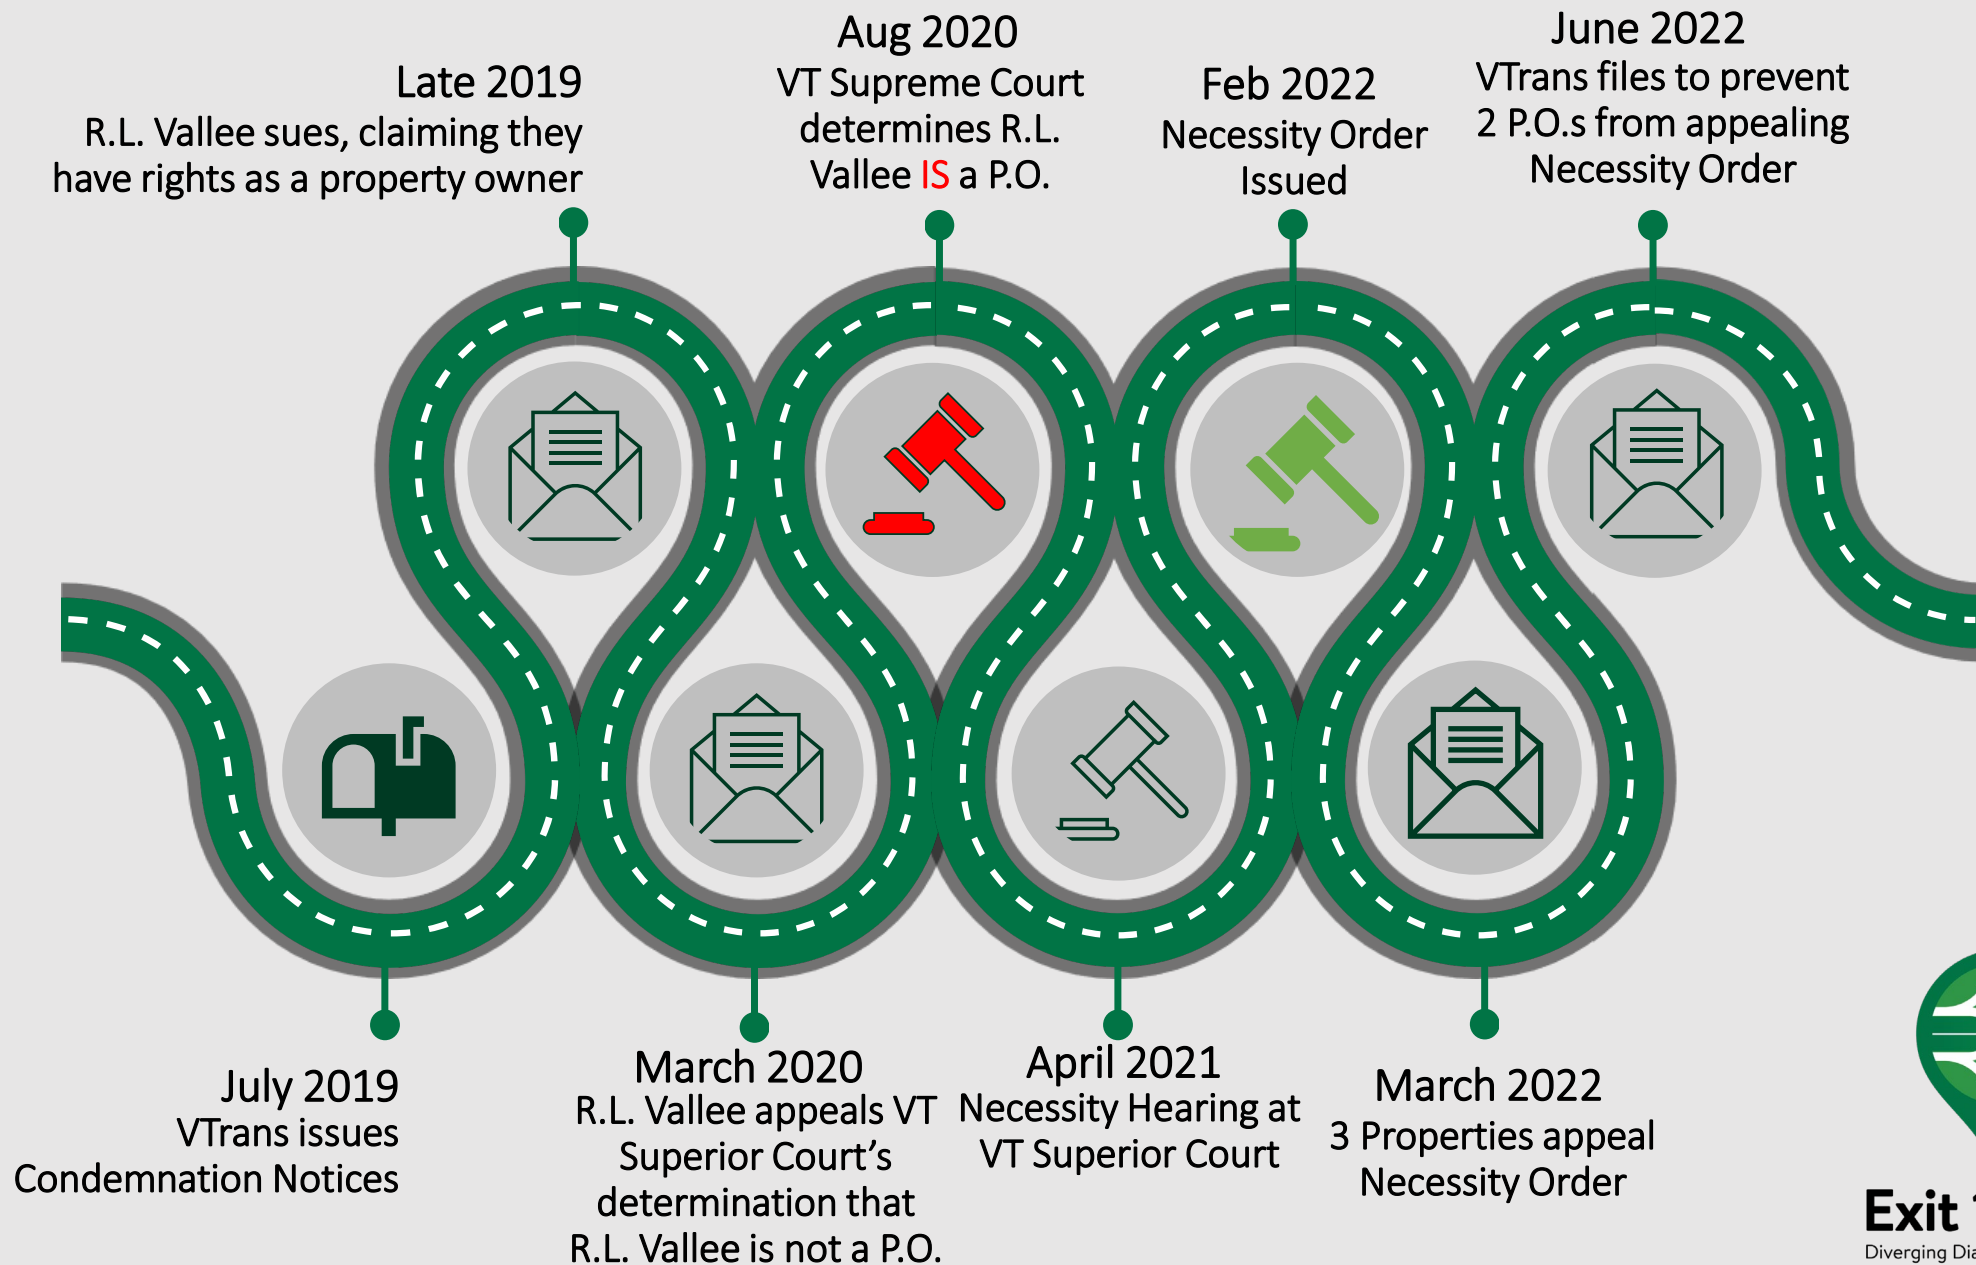 Late 2019
R.L. Vallee sues, claiming they
have rights as a property owner
Aug 2020
VT Supreme Court
determines R.L.
Vallee IS a P.O.
Feb 2022
Necessity Order
Issued
June 2022
VTrans files to prevent
2 P.O.s from appealing
Necessity Order
July 2019
VTrans issues
Condemnation Notices
March 2020
R.L. Vallee appeals VT
Superior Court’s
determination that
R.L. Vallee is not a P.O.
April 2021
Necessity Hearing at
VT Superior Court
March 2022
3 Properties appeal
Necessity Order
Exit
Diverging